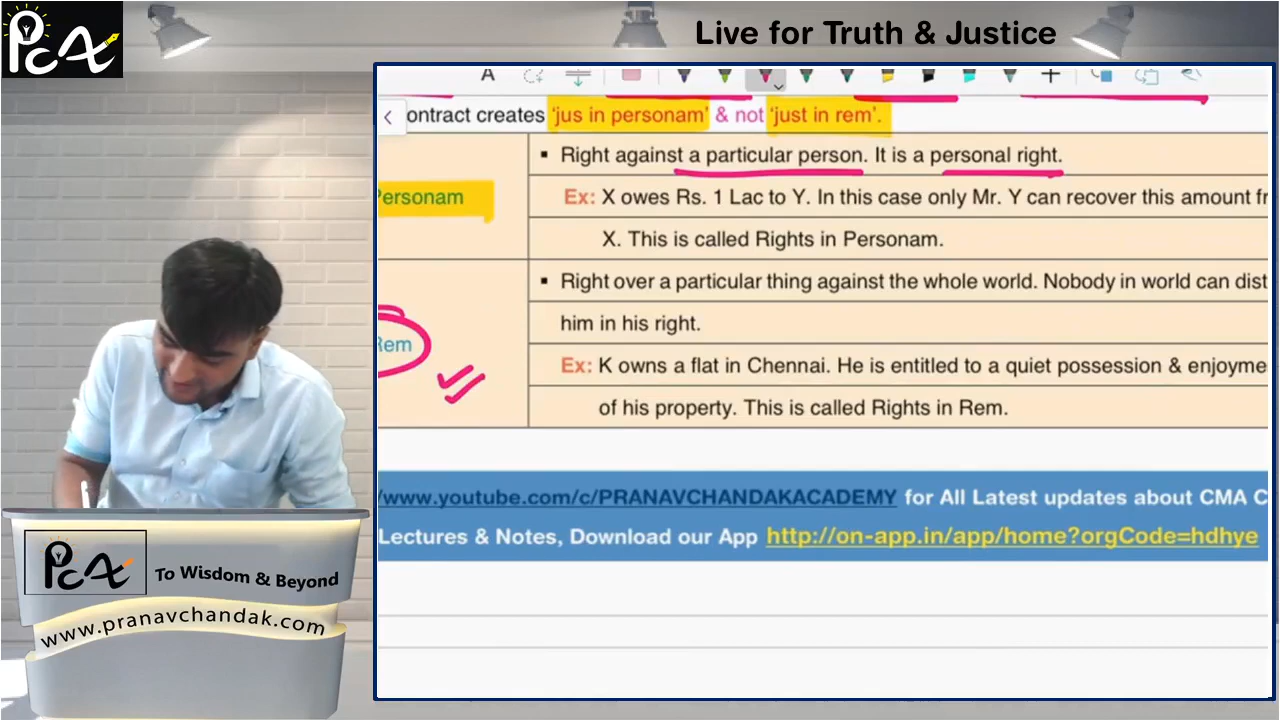 PCA
Live for Truth & Justice
A
ontract creates 'jus in personam' & not 'just in rem'.
▪ Right against a particular person. It is a personal right.
Personam
Ex: X owes Rs. 1 Lac to Y. In this case only Mr. Y can recover this amount fr
X. This is called Rights in Personam.
▪ Right over a particular thing against the whole world. Nobody in world can dist
him in his right.
Rem
Ex: K owns a flat in Chennai. He is entitled to a quiet possession & enjoyme
of his property. This is called Rights in Rem.
/www.youtube.com/c/PRANAVCHANDAKACADEMY for All Latest updates about CMA C
Lectures & Notes, Download our App http://on-app.in/app/home?orgCode=hdhye
PCA To Wisdom & Beyond
www.pranavchandak.com